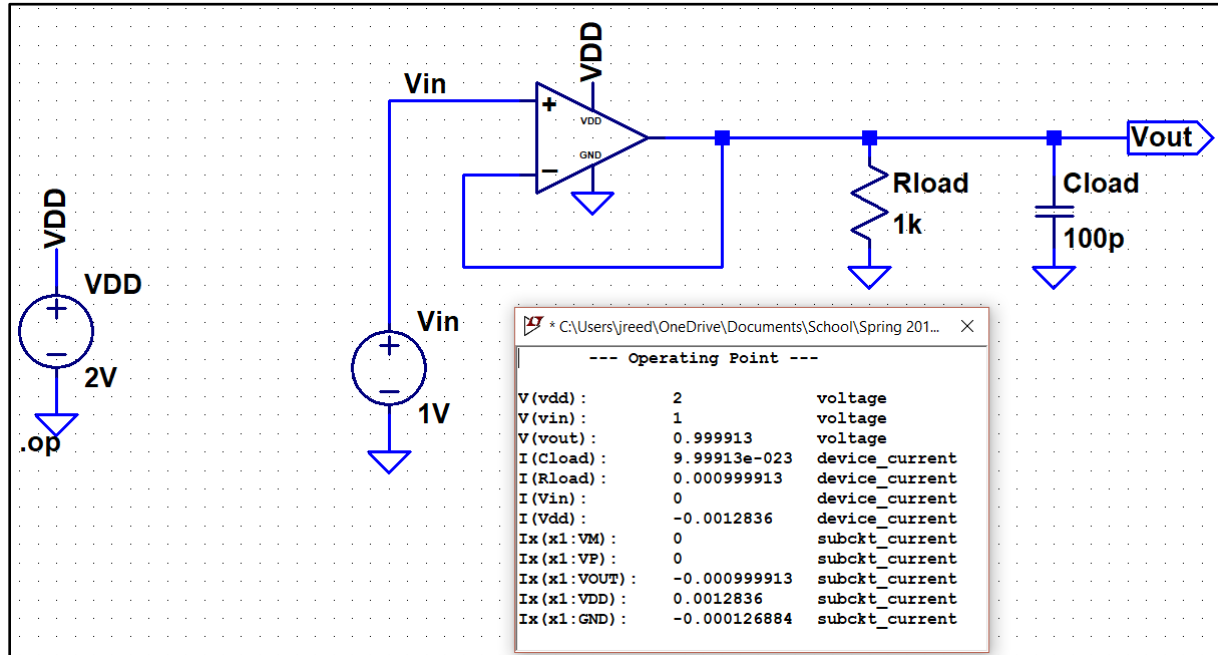 VDD
Vin
+
VDD
GND
−
Vout
Rload
1k
Cload
100p
VDD
VDD
+
−
2V
.op
Vin
+
−
1V
* C:\Users\jreed\OneDrive\Documents\School\Spring 201...
--- Operating Point ---
V(vdd): 2 voltage
V(vin): 1 voltage
V(vout): 0.999913 voltage
I(Cload): 9.99913e-023 device_current
I(Rload): 0.000999913 device_current
I(Vin): 0 device_current
I(Vdd): -0.0012836 device_current
Ix(x1:VM): 0 subckt_current
Ix(x1:VP): 0 subckt_current
Ix(x1:VOUT): -0.000999913 subckt_current
Ix(x1:VDD): 0.0012836 subckt_current
Ix(x1:GND): -0.000126884 subckt_current